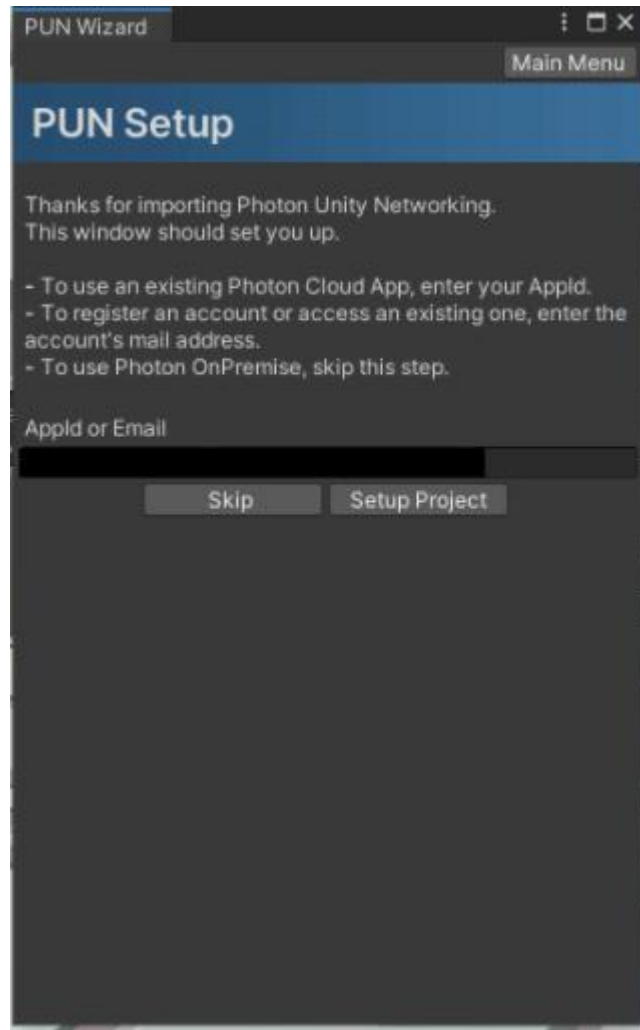 PUN Wizard
Main Menu
PUN Setup
Thanks for importing Photon Unity Networking.
This window should set you up.
- To use an existing Photon Cloud App, enter your AppId.
- To register an account or access an existing one, enter the
account's mail address.
- To use Photon OnPremise, skip this step.
AppId or Email
Skip
Setup Project